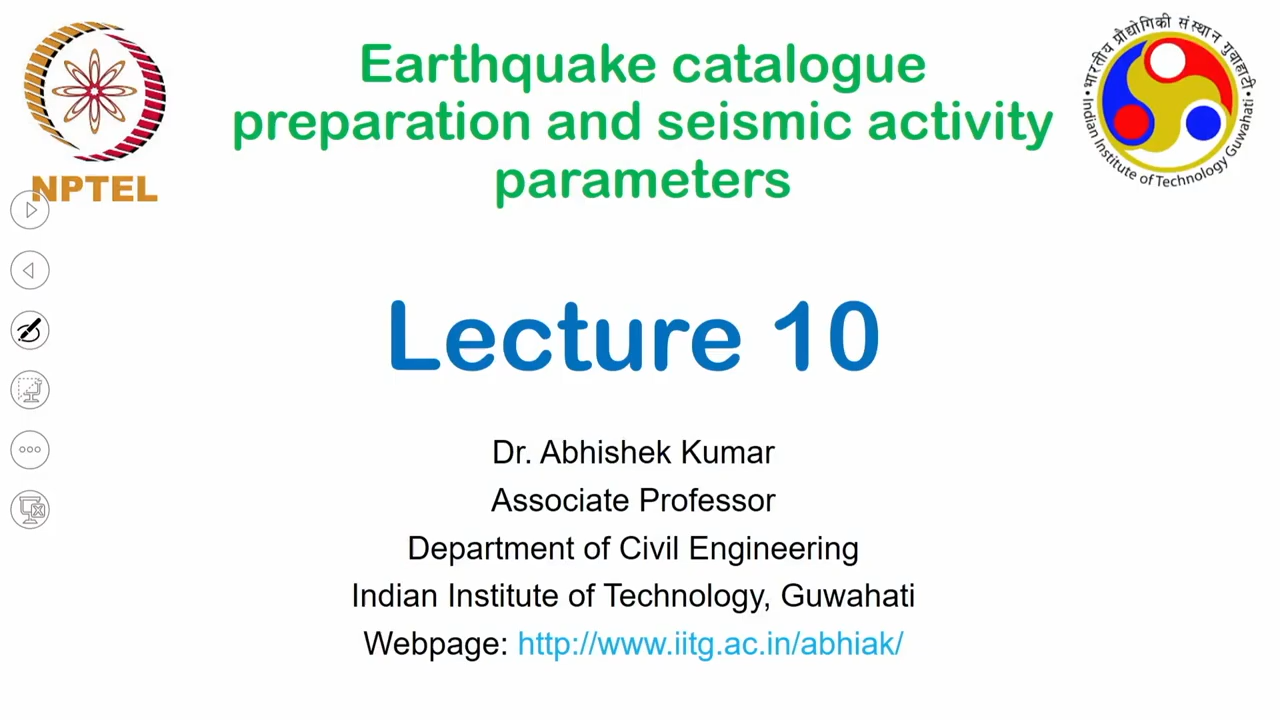 Earthquake catalogue
preparation and seismic activity
parameters
NPTEL
भारतीय प्रौद्योगिकी संस्थान गुवाहाटी
Indian Institute of Technology Guwahati
Lecture 10
Dr. Abhishek Kumar
Associate Professor
Department of Civil Engineering
Indian Institute of Technology, Guwahati
Webpage: http://www.iitg.ac.in/abhiak/